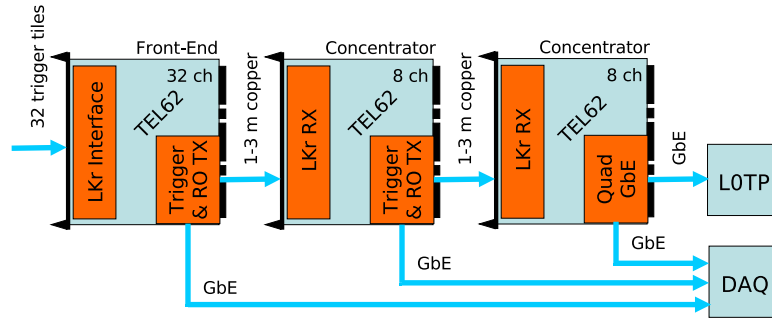 32 trigger tiles
Front-End
32 ch
LKr Interface
TEL62
Trigger
& RO TX
1-3 m copper
Concentrator
8 ch
LKr RX
TEL62
Trigger
& RO TX
1-3 m copper
Concentrator
8 ch
LKr RX
TEL62
Quad
GbE
GbE
L0TP
GbE
GbE
GbE
DAQ